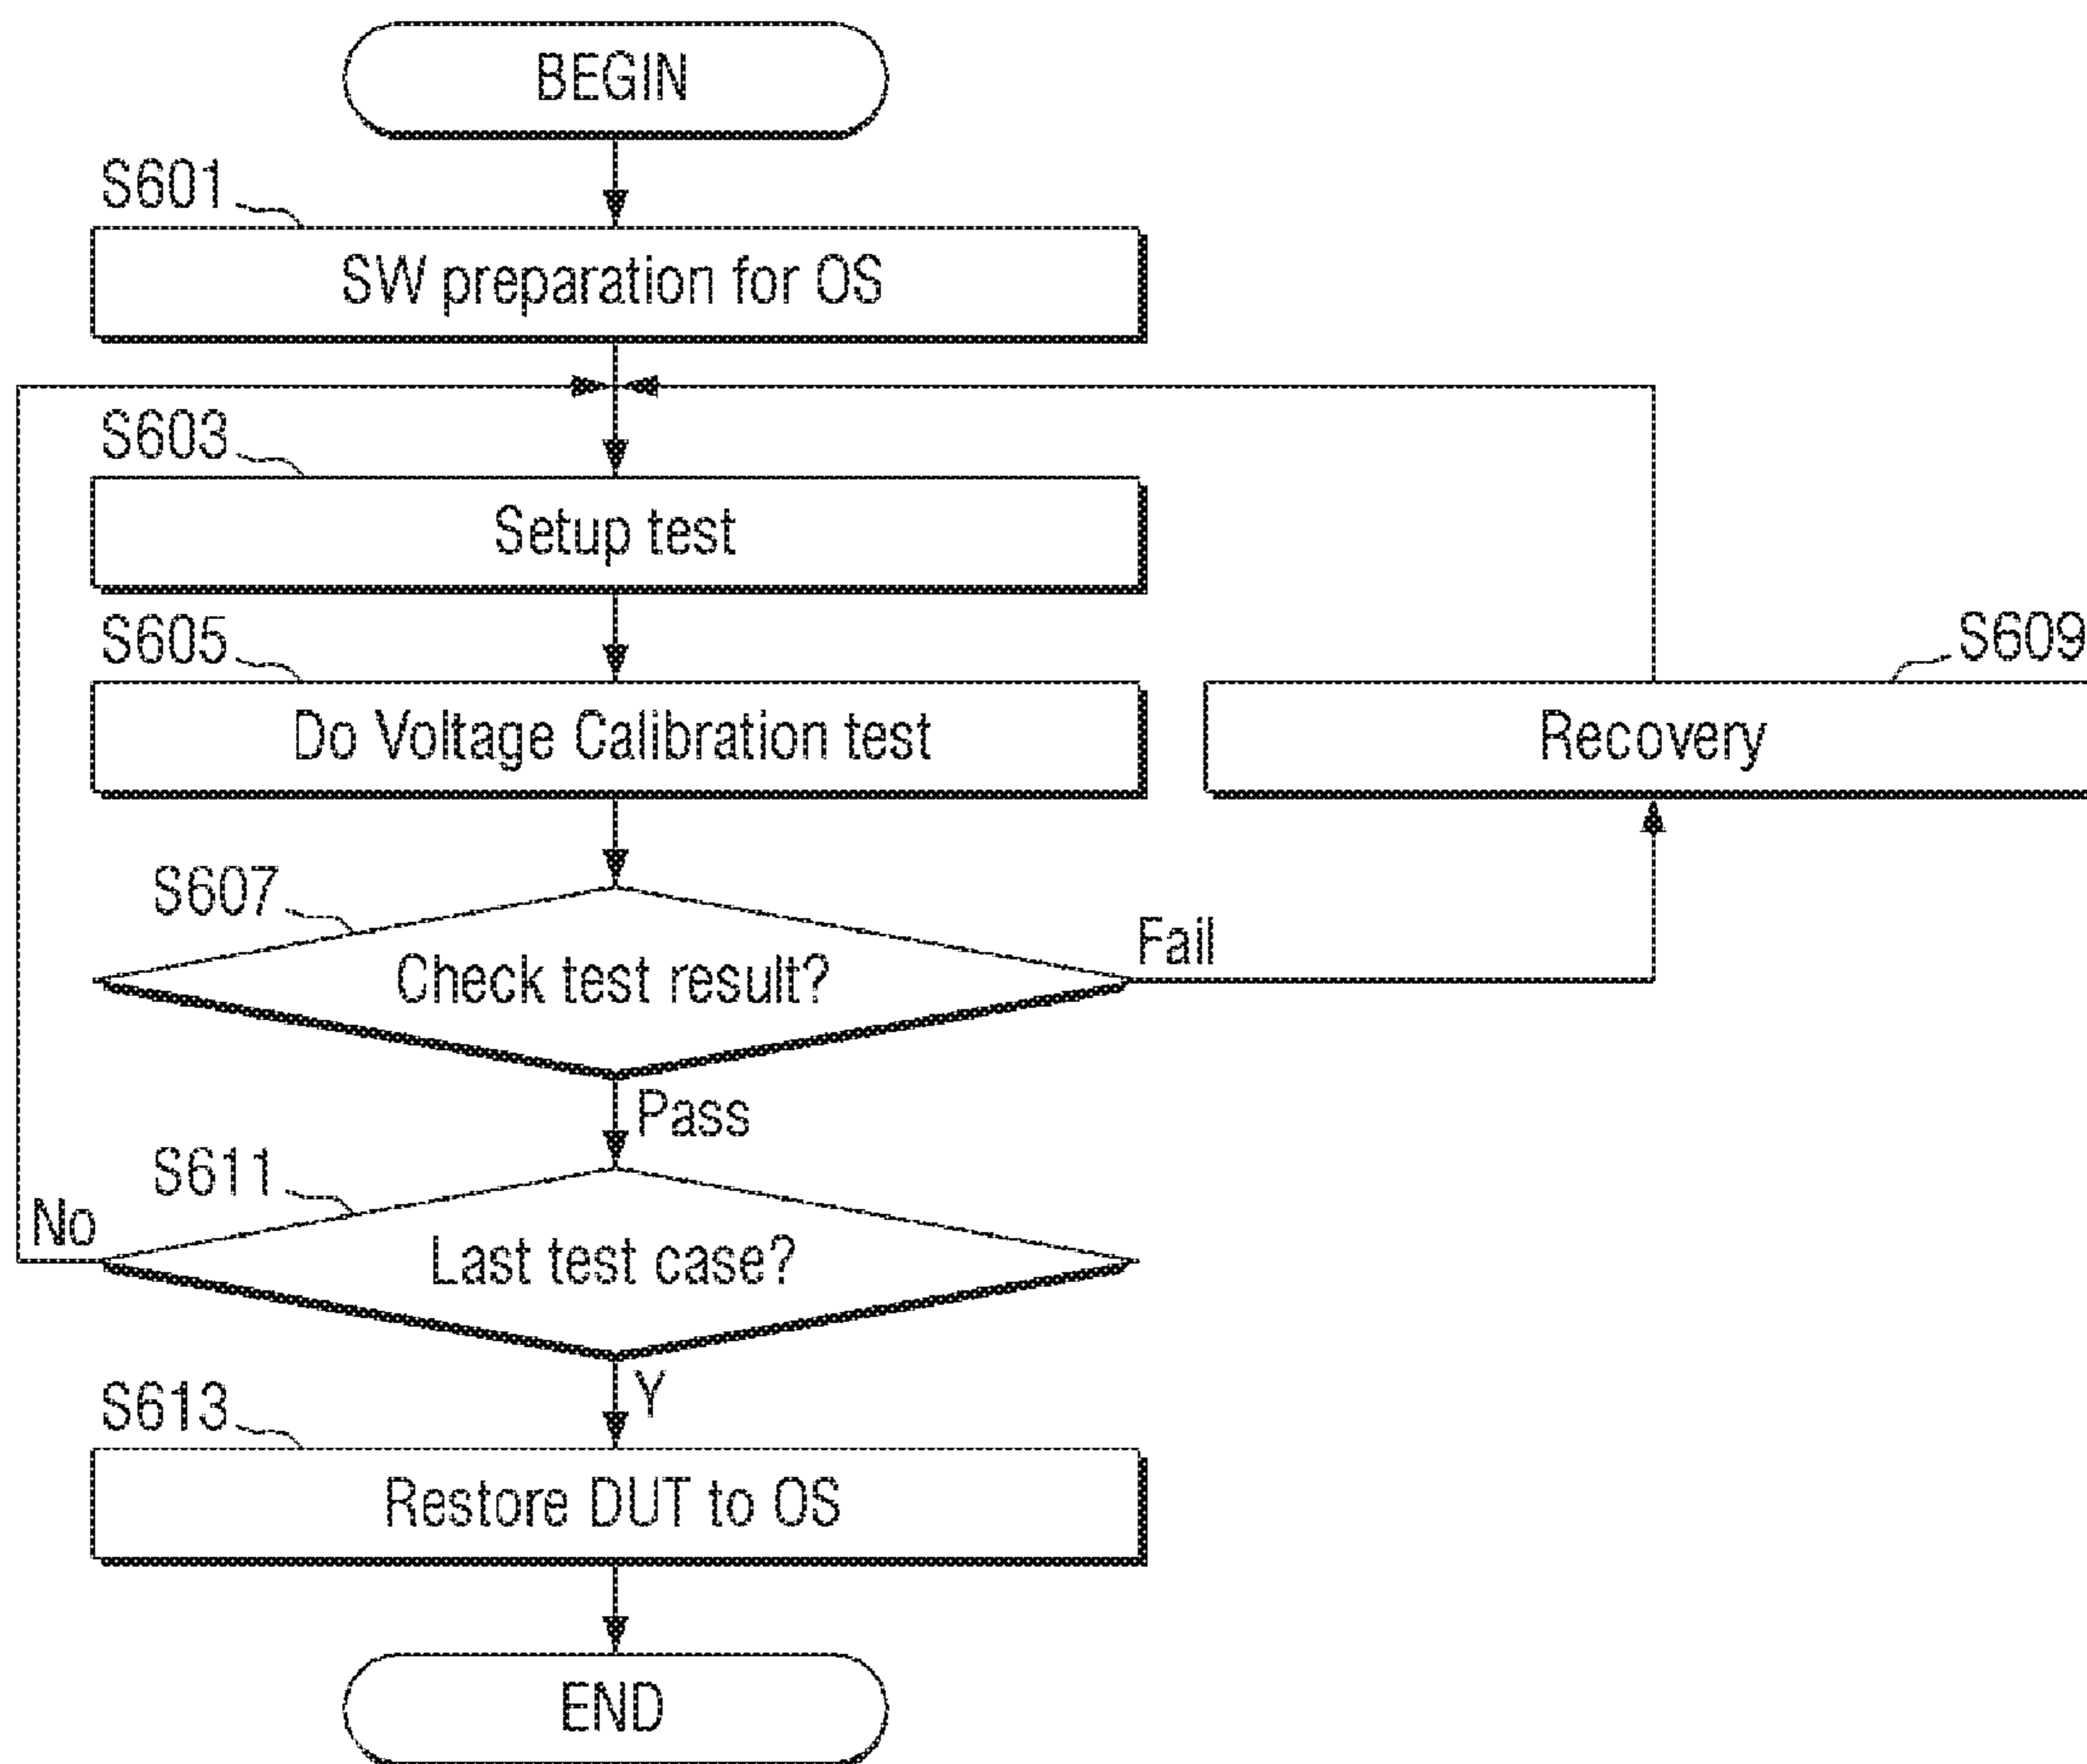 BEGIN
S601
SW preparation for OS
S603
Setup test
S605
Do Voltage Calibration test
S609
Recovery
S607
Check test result?
Fail
Pass
S611
No
Last test case?
Y
S613
Restore DUT to OS
END